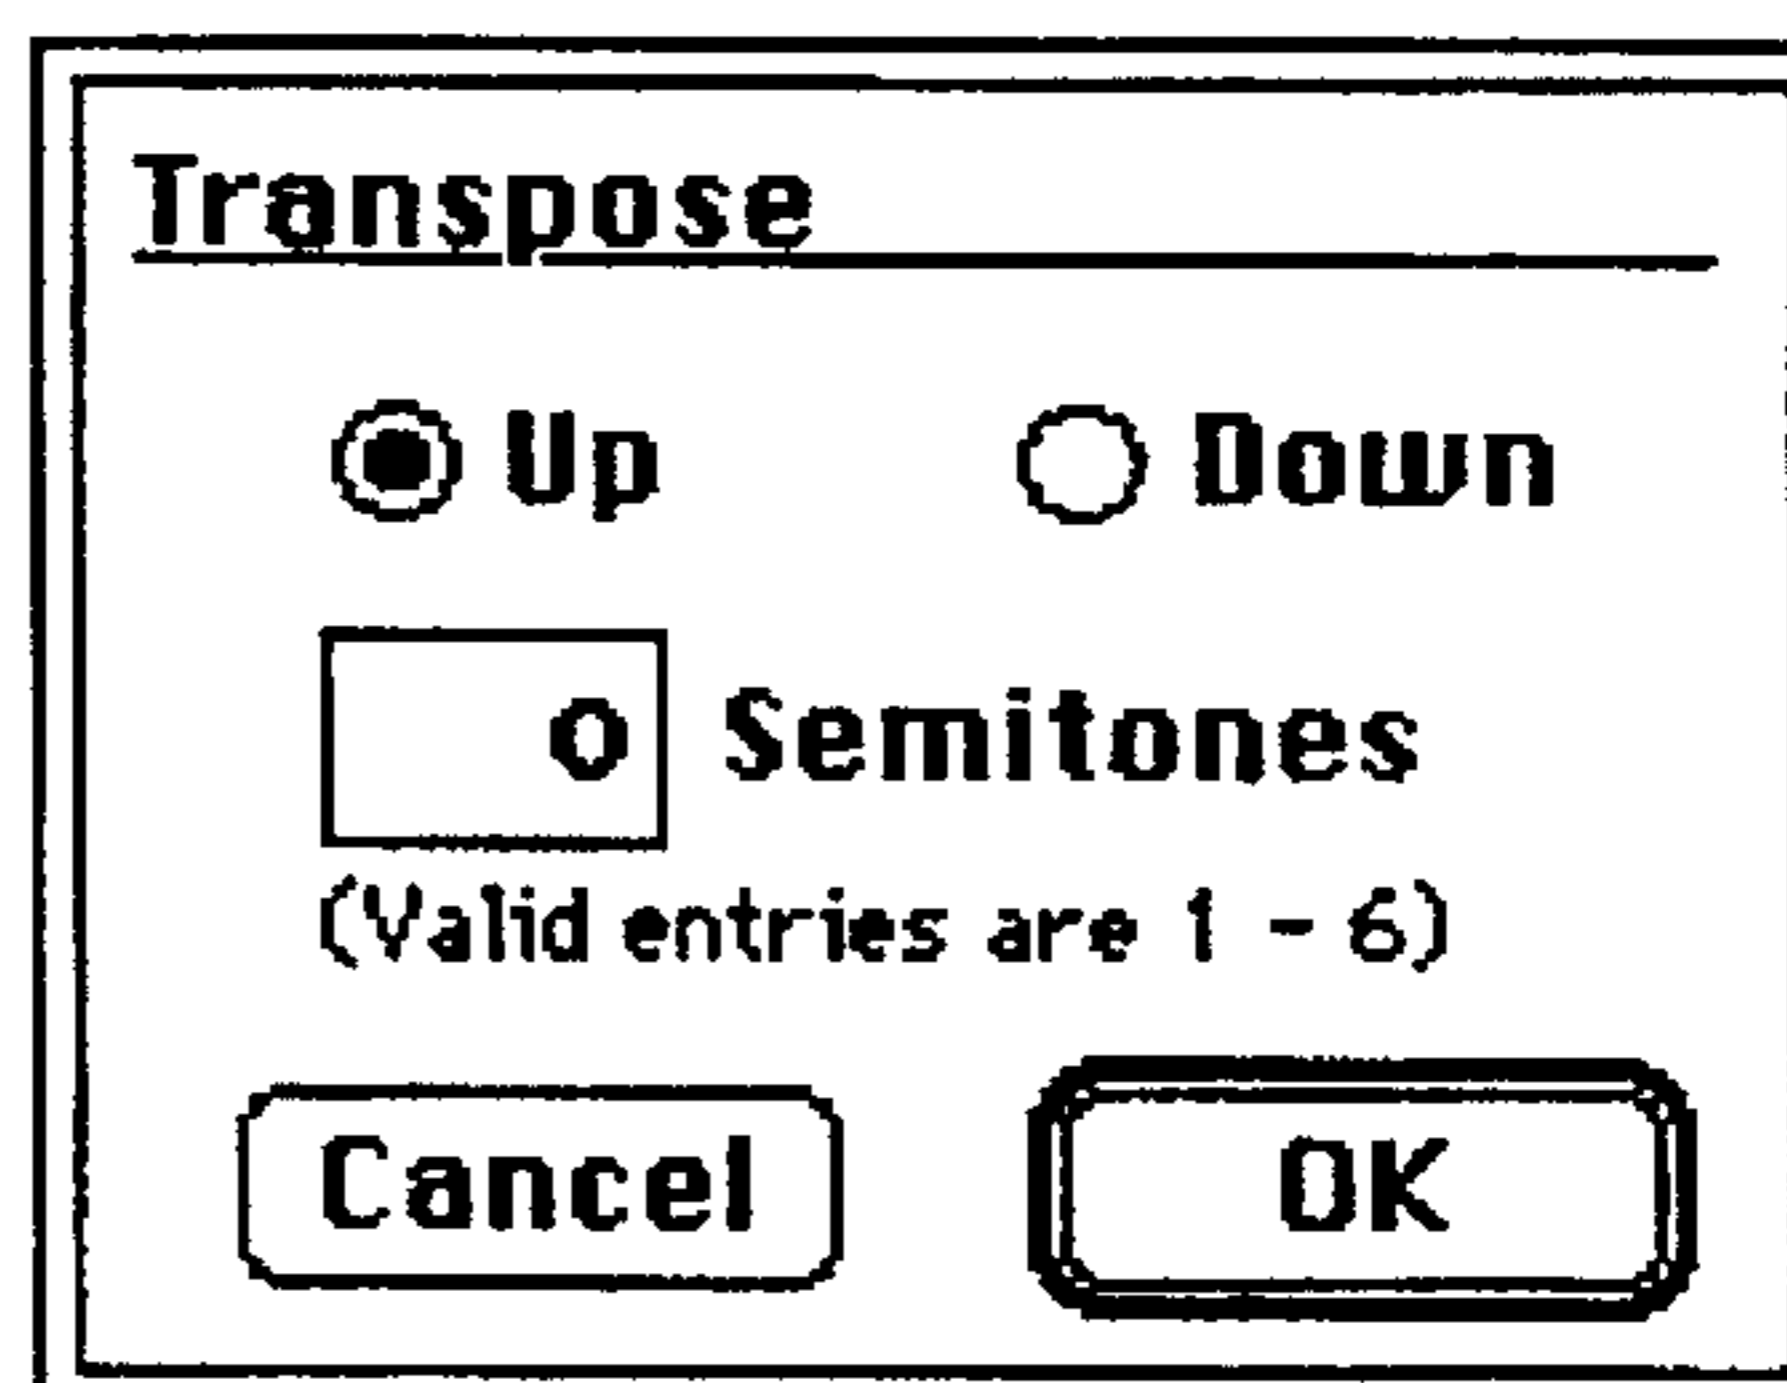 Transpose
Up Down
0 Semitones
(Valid entries are 1 - 6)
Cancel OK